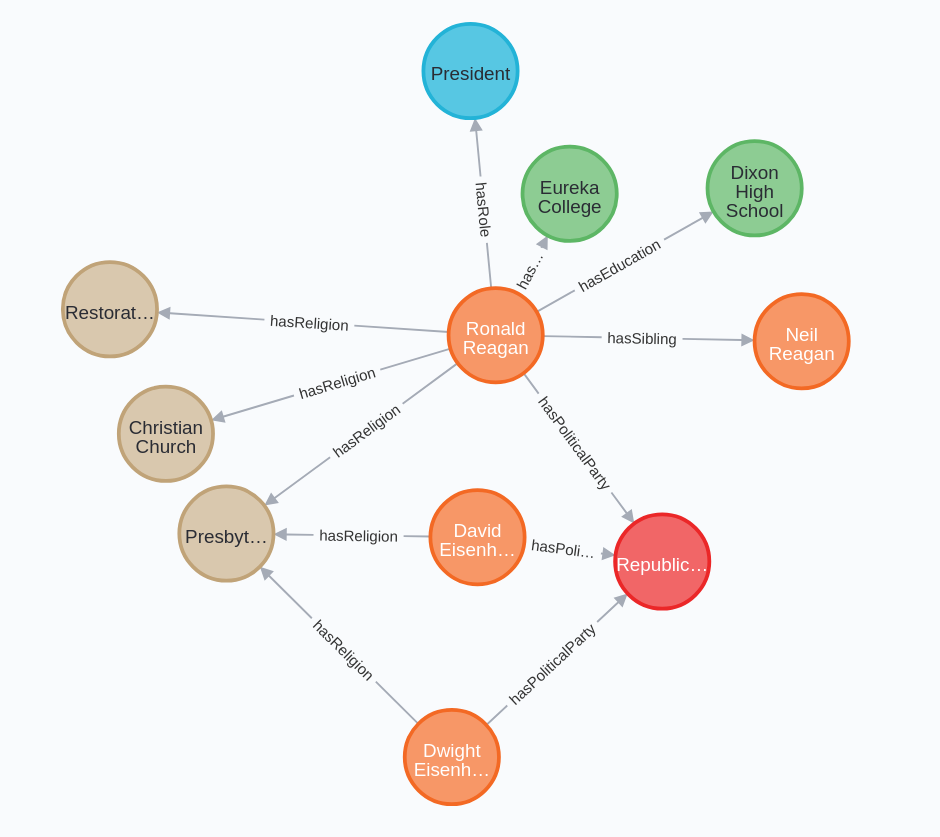 President
Eureka
College
Dixon
High
School
hasRole
has…
hasEducation
Restorat…
hasReligion
Ronald
Reagan
hasSibling
Neil
Reagan
hasReligion
Christian
Church
hasReligion
hasPoliticalParty
Presbyt…
hasReligion
David
Eisenh…
hasPoli…
Republic…
hasReligion
hasPoliticalParty
Dwight
Eisenh…